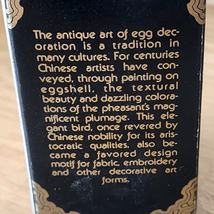 The antique art of egg dec-
oration is a tradition in
many cultures. For centuries
Chinese artists have con-
veyed, through painting on
eggshell, the textural
beauty and dazzling colora-
tions of the pheasant's mag-
nificent plumage. This ele-
gant bird, once revered by
Chinese nobility for its aris-
tocratic qualities, also be-
came a favored design
motif for fabric, embroidery
and other decorative art
forms.